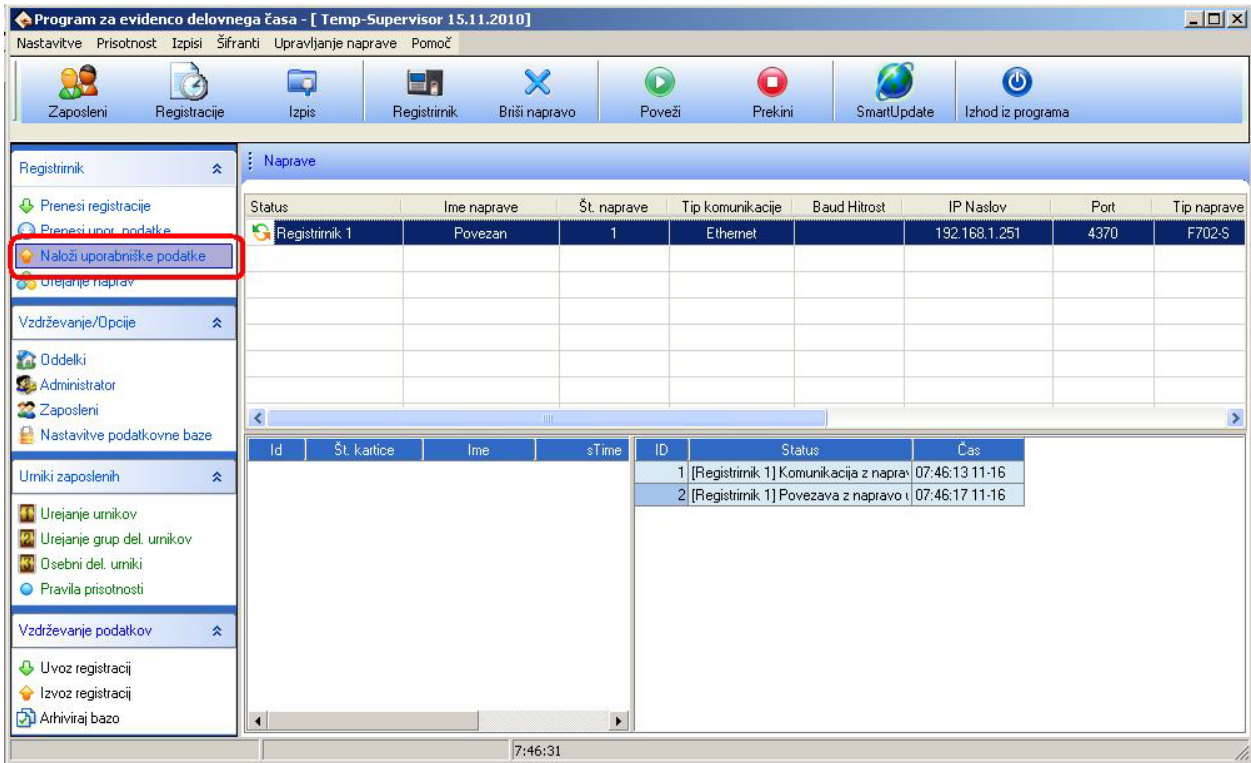 Program za evidenco delovnega časa - [ Temp-Supervisor 15.11.2010]
Nastavitve Prisotnost Izpisi Šifranti Upravljanje naprave Pomoč
Zaposleni Registracije Izpis Registrirnik Briši napravo Poveži Prekini SmartUpdate Izhod iz programa
Registrirnik
Prenesi registracije
Prenesi upor. podatke
Naloži uporabniške podatke
Urejanje naprav
Vzdrževanje/Opcije
Oddelki
Administrator
Zaposleni
Nastavitve podatkovne baze
Urniki zaposlenih
Urejanje urnikov
Urejanje grup del. urnikov
Osebni del. urniki
Pravila prisotnosti
Vzdrževanje podatkov
Uvoz registracij
Izvoz registracij
Arhiviraj bazo
Naprave
Status Ime naprave Št. naprave Tip komunikacije Baud Hitrost IP Naslov Port Tip naprave
Registrirnik 1 Povezan 1 Ethernet 192.168.1.251 4370 F702-S
Id Št. kartice Ime sTime
ID Status Čas
1 [Registrirnik 1] Komunikacija z naprav 07:46:13 11-16
2 [Registrirnik 1] Povezava z napravo u 07:46:17 11-16
7:46:31